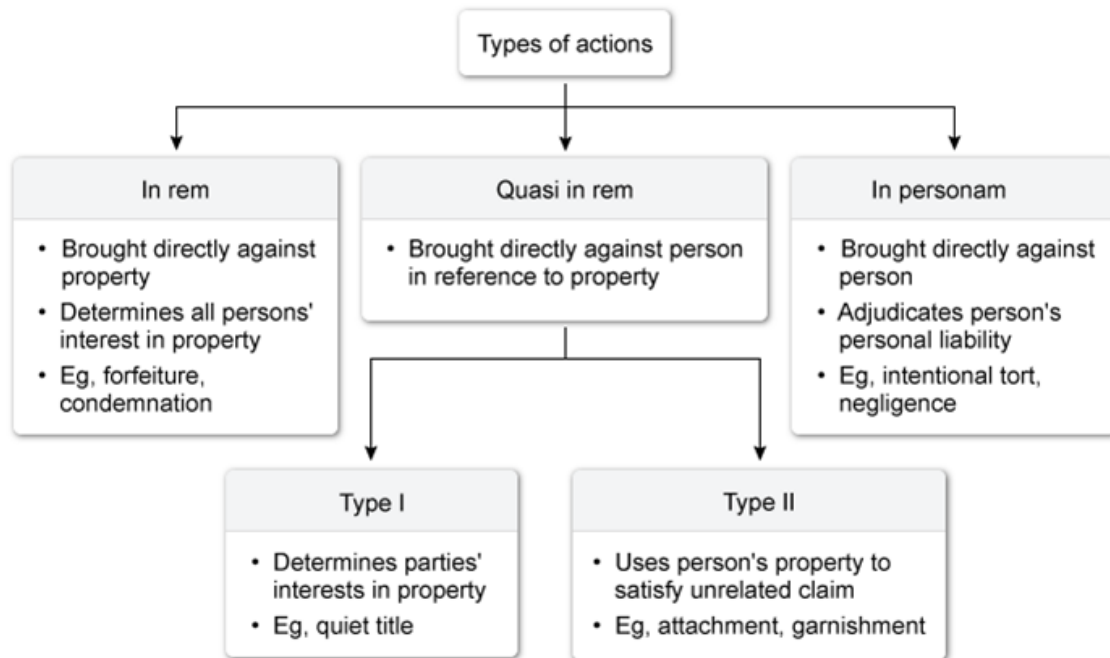 Types of actions
In rem
• Brought directly against
property
• Determines all persons'
interest in property
• Eg, forfeiture,
condemnation
Quasi in rem
• Brought directly against person
in reference to property
In personam
• Brought directly against
person
• Adjudicates person's
personal liability
• Eg, intentional tort,
negligence
Type I
• Determines parties'
interests in property
• Eg, quiet title
Type II
• Uses person's property to
satisfy unrelated claim
• Eg, attachment, garnishment